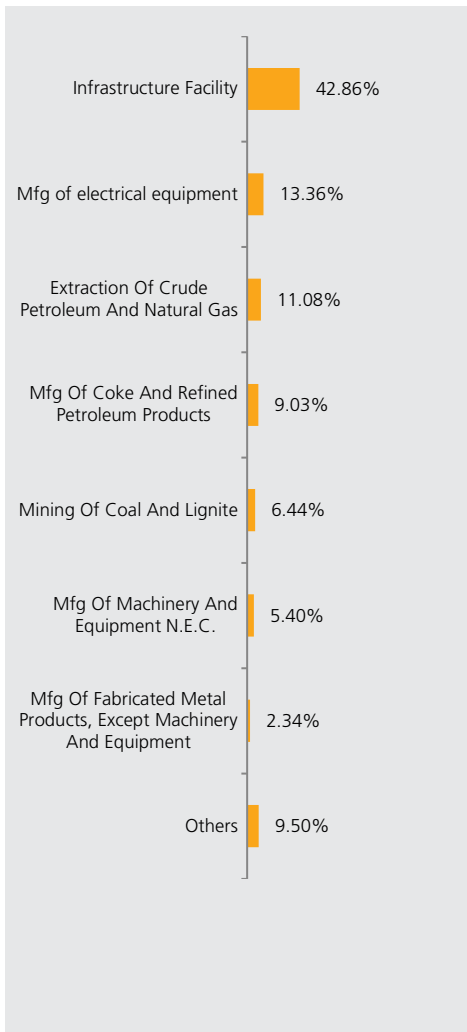 Infrastructure Facility
42.86%
Mfg of electrical equipment
13.36%
Extraction Of Crude
Petroleum And Natural Gas
11.08%
Mfg Of Coke And Refined
Petroleum Products
9.03%
Mining Of Coal And Lignite
6.44%
Mfg Of Machinery And
Equipment N.E.C.
5.40%
Mfg Of Fabricated Metal
Products, Except Machinery
And Equipment
2.34%
Others
9.50%